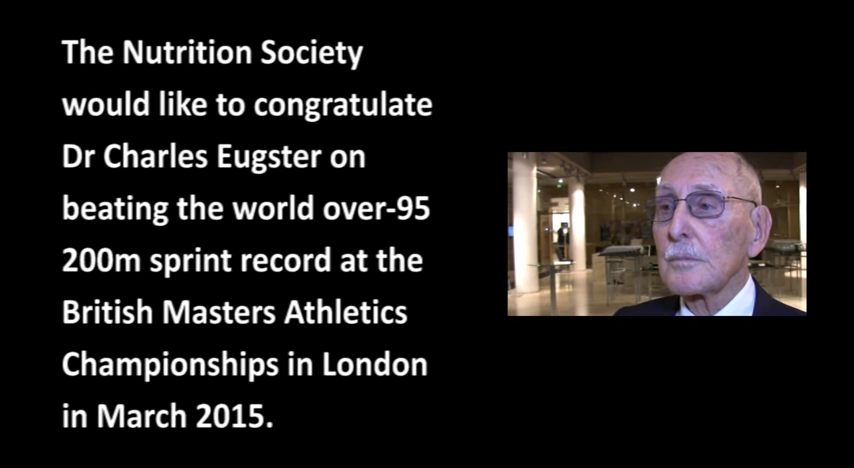 The Nutrition Society
would like to congratulate
Dr Charles Eugster on
beating the world over-95
200m sprint record at the
British Masters Athletics
Championships in London
in March 2015.